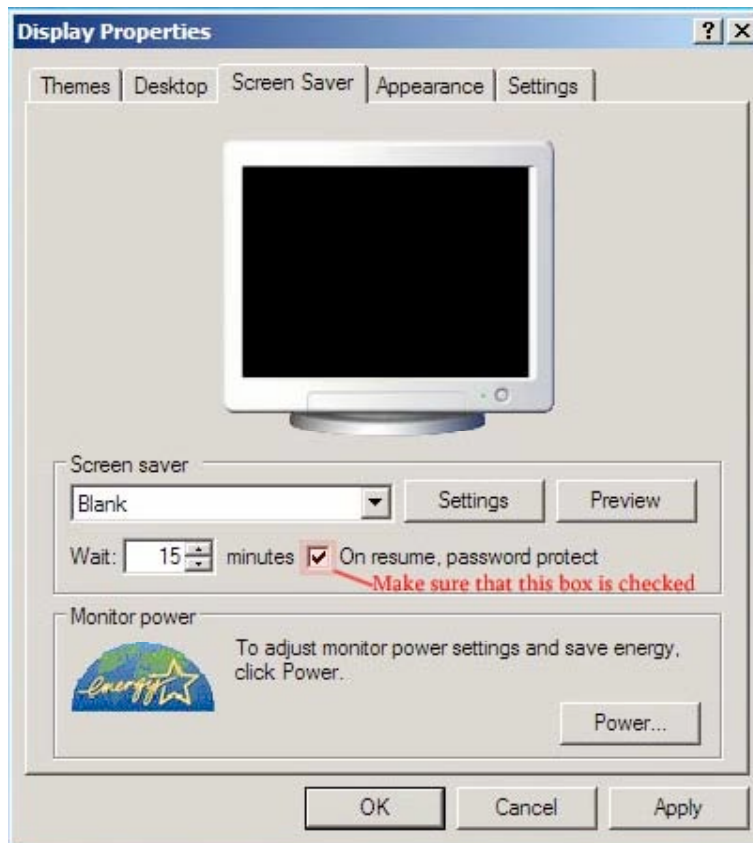 Display Properties
Themes Desktop Screen Saver Appearance Settings
Screen saver
Blank Settings Preview
Wait: 15 minutes On resume, password protect
Make sure that this box is checked
Monitor power
energy To adjust monitor power settings and save energy,
click Power.
Power...
OK Cancel Apply